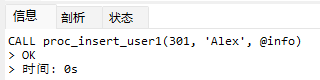 信息 剖析 状态
CALL proc_insert_user1(301, 'Alex', @info)
> OK
> 时间: 0s